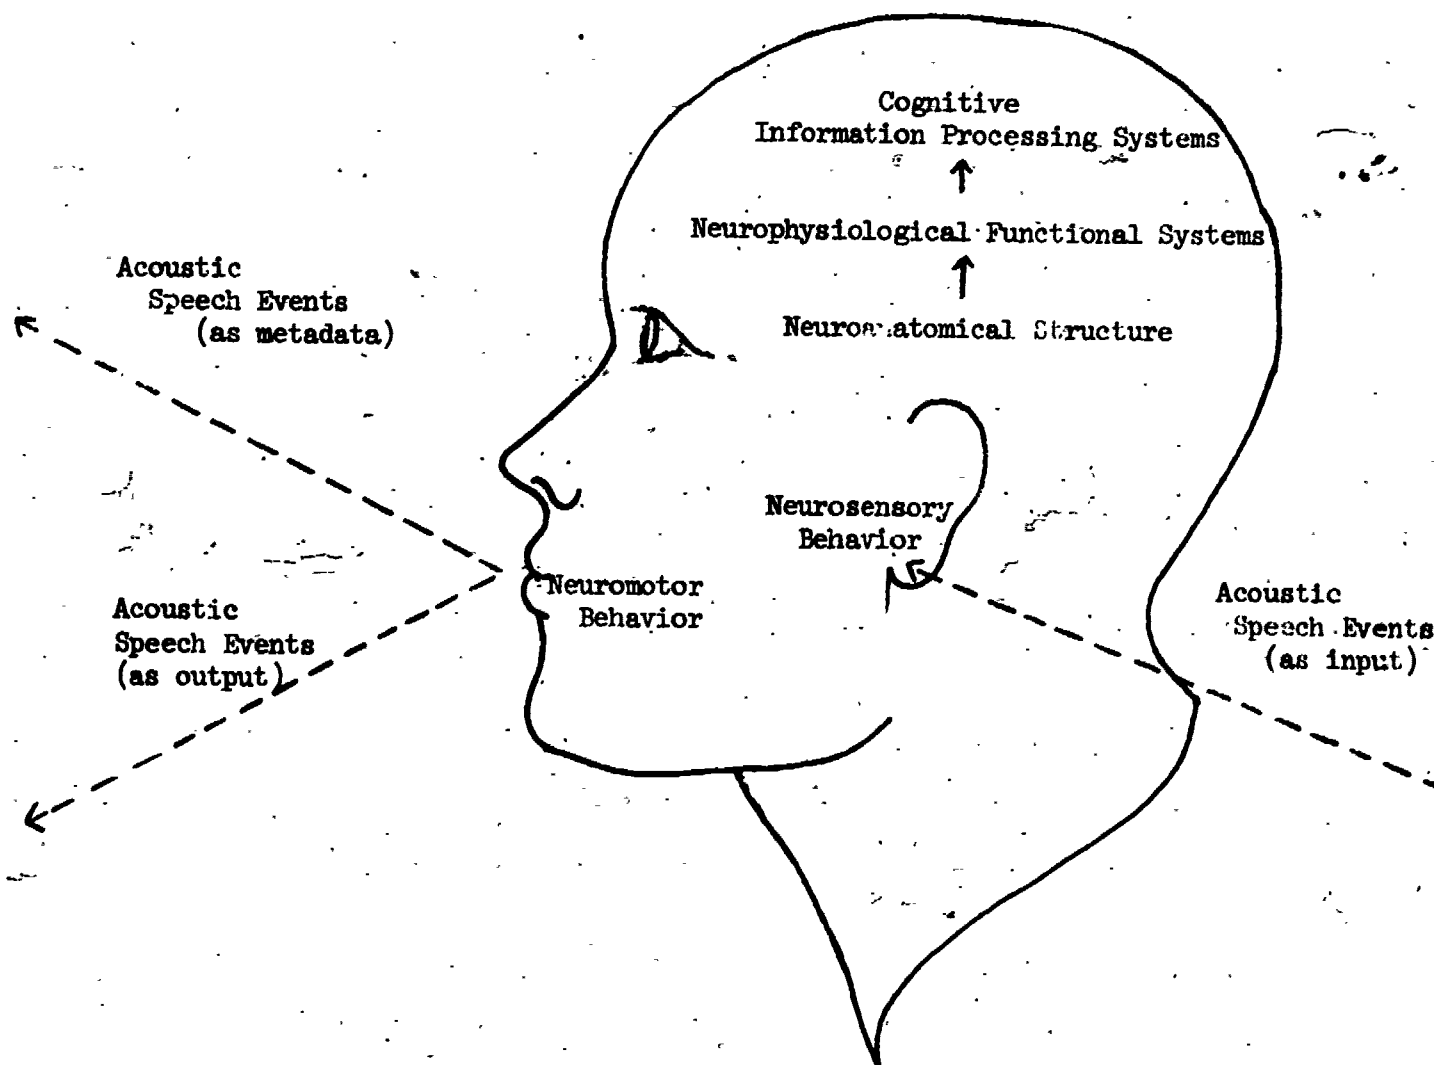 Cognitive
Information Processing Systems
Neurophysiological Functional Systems
Neuroanatomical Structure
Acoustic
Speech Events
(as metadata)
Neurosensory
Behavior
Neuromotor
Behavior
Acoustic
Speech Events
(as output)
Acoustic
Speech Events
(as input)